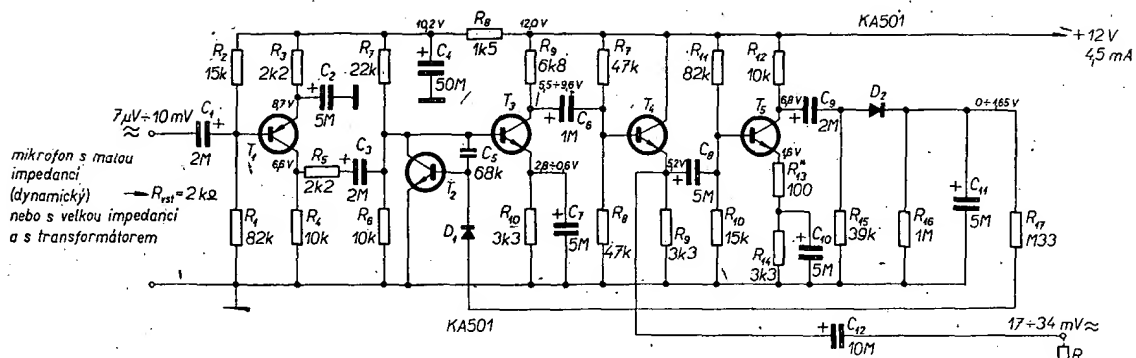 10,2V
R8
1k5
12,0V
KA501
+12V
4,5 mA
R2
15k
R3
2k2
C2
5M
8,7V
R7
22k
C4
50M
R9
6k8
5,5÷9,6V
C6
1M
R7
47k
R11
82k
R12
10k
6,8V
C9
2M
D2
0÷1,65V
7μV÷10 mV
≈
C1
2M
T1
6,6V
R5
2k2
C3
2M
T2
C5
68k
T3
2,8÷0,6V
T4
5,2V
C8
5M
T5
1,6V
R13*
100
mikrofon s malou
impedancí
(dynamický) → Rvst = 2 kΩ
nebo s velkou impedancí
a s transformátorem
R1
82k
R4
10k
R6
10k
D1
R10
3k3
C7
5M
R8
47k
R9
3k3
R10
15k
R14
3k3
C10
5M
R15
39k
R16
1M
C11
5M
R17
M33
KA501
C12
10M
17÷34 mV≈
R